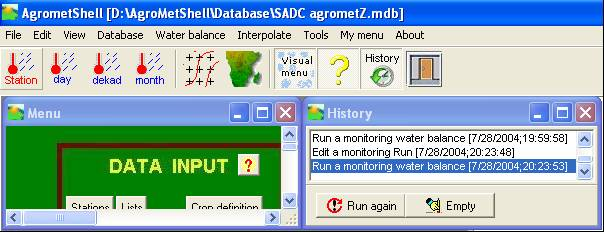 AgrometShell [D:\AgroMetShell\Database\SADC agrometZ.mdb]
File Edit View Database Water balance Interpolate Tools My menu About
Station day dekad month Visual menu ? History
Menu
DATA INPUT ?
Stations Lists Crop definition
History
Run a monitoring water balance [7/28/2004;19:59:58]
Edit a monitoring Run [7/28/2004;20:23:48]
Run a monitoring water balance [7/28/2004;20:23:53]
Run again Empty